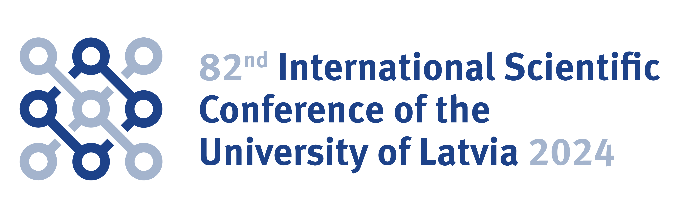 82nd International Scientific
Conference of the
University of Latvia 2024